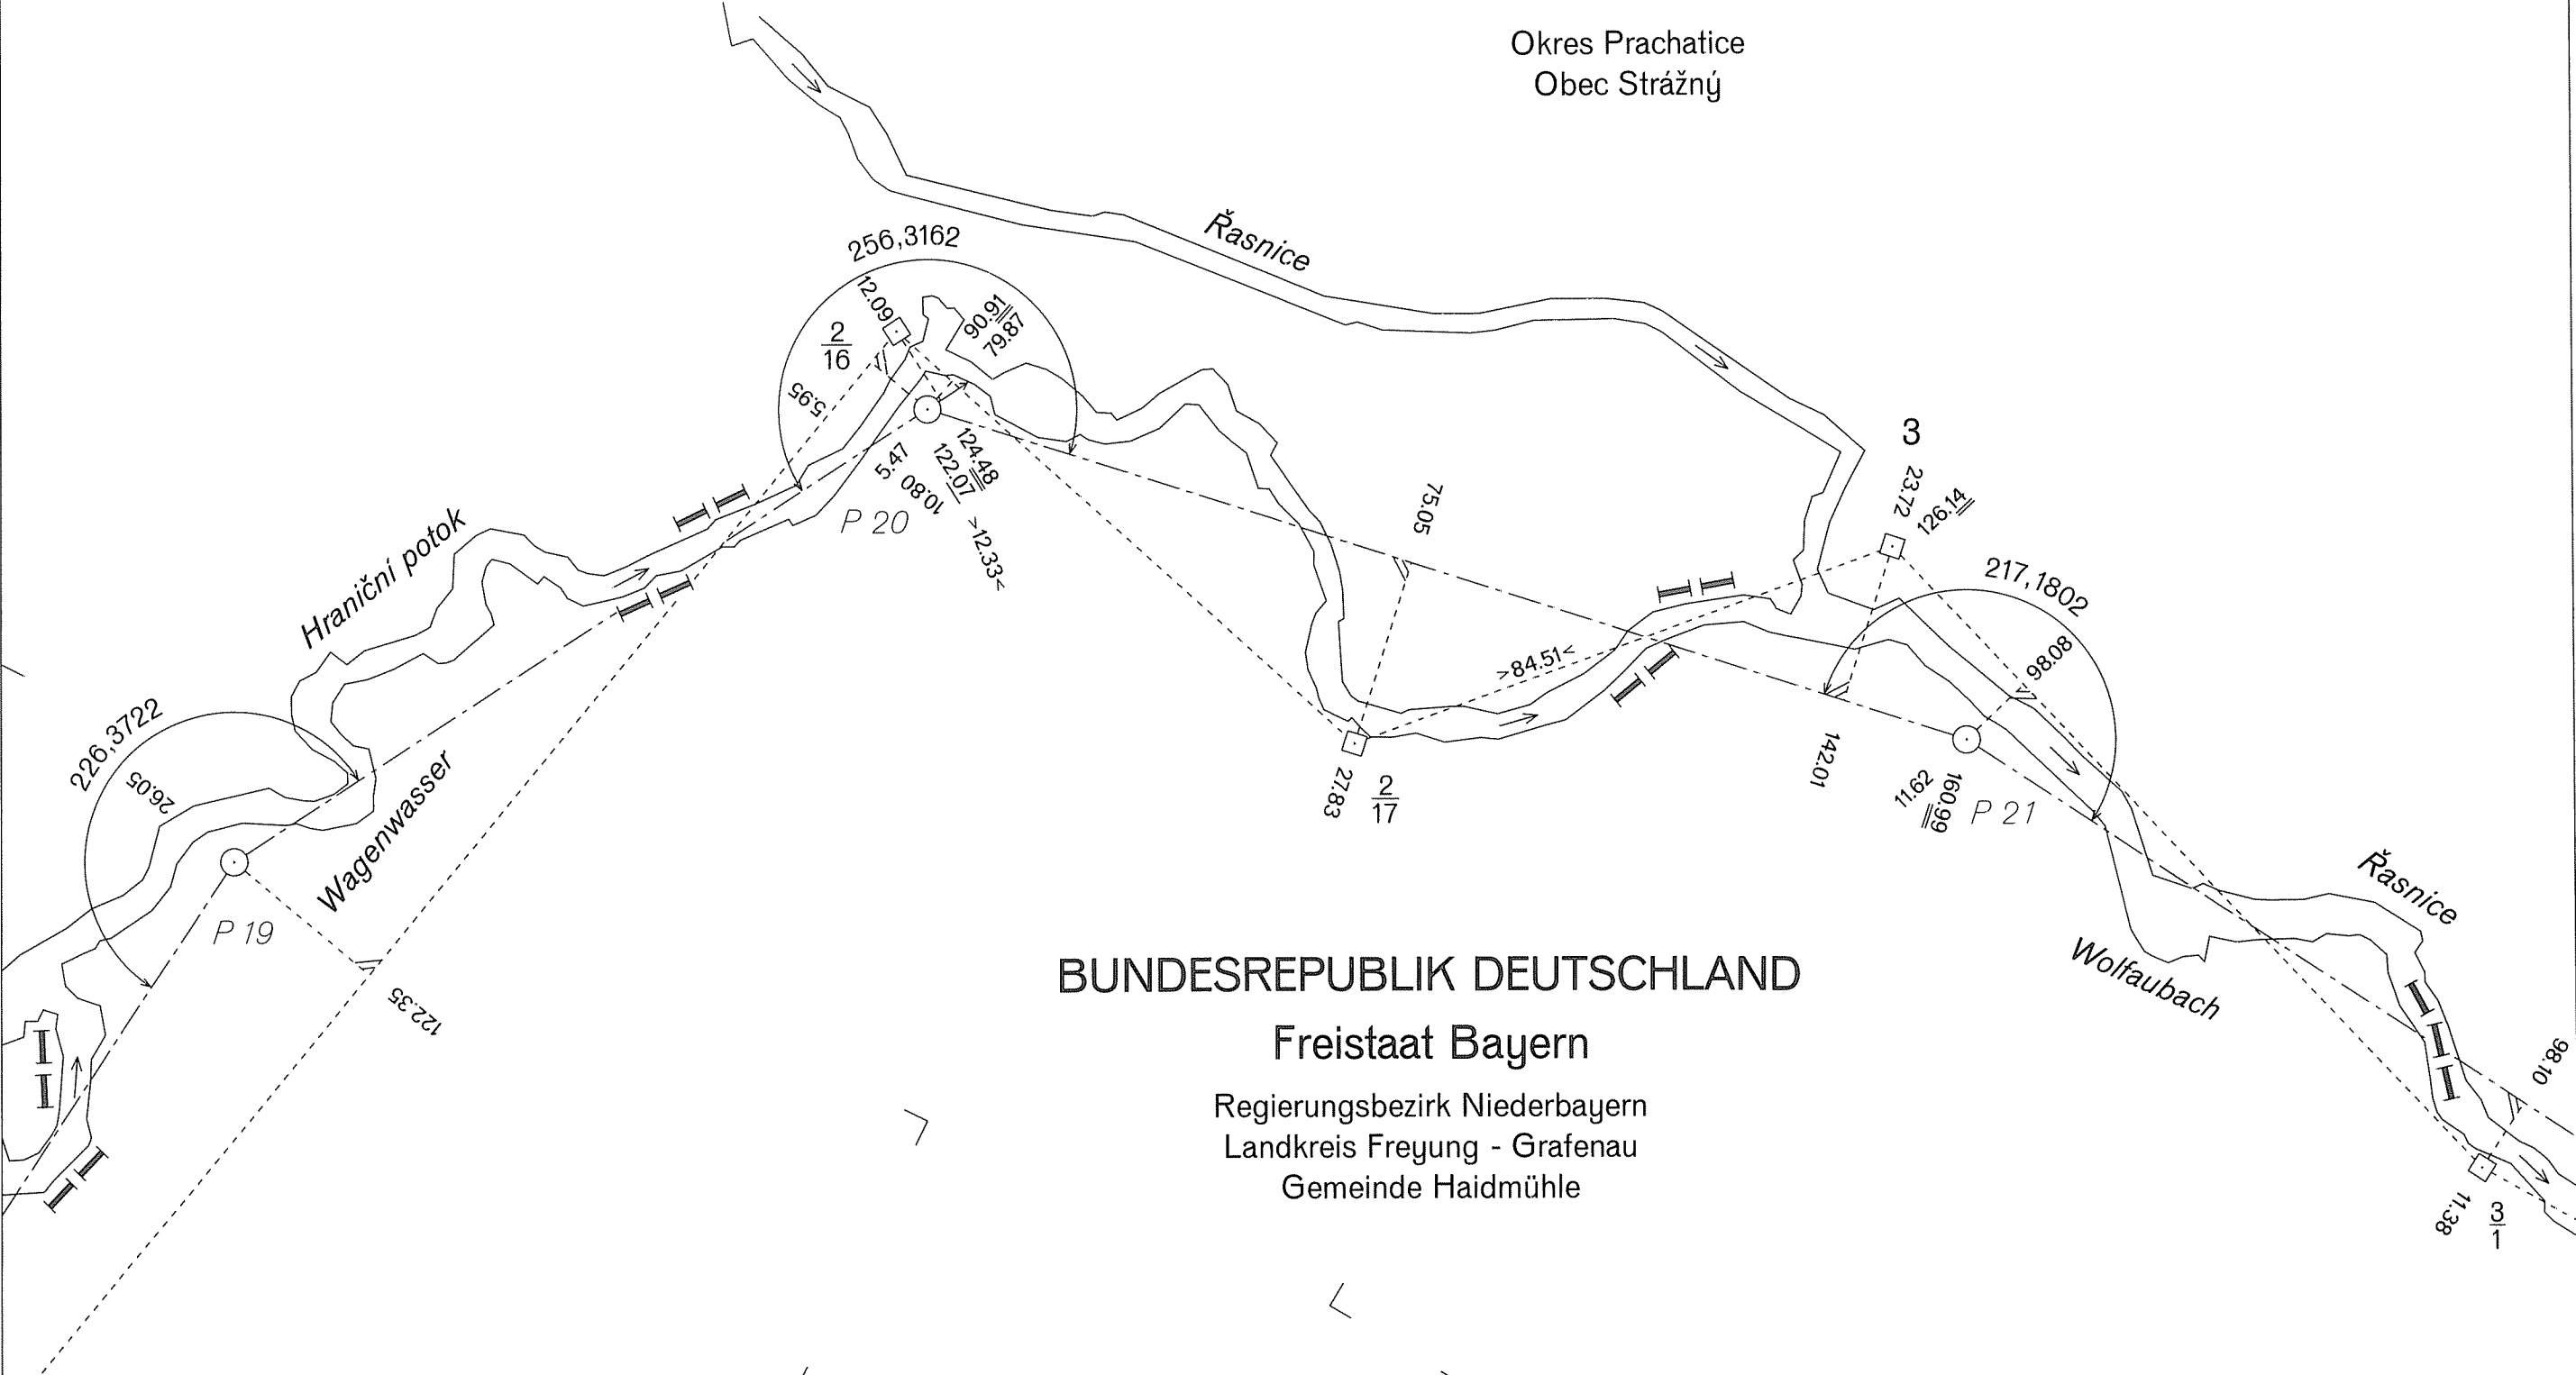 Okres Prachatice
Obec Strážný
Řasnice
256,3162
12.09
2
16
90.91
79.87
5.95
124.48
122.07
5.47
10.80
>12.33<
P 20
3
23.72
126.14
75.05
217,1802
Hraniční potok
98.08
>84.51<
226,3722
26.05
Wagenwasser
142.01
27.83
2
17
11.62
160.99
P 21
Řasnice
P 19
Wolfaubach
122.35
BUNDESREPUBLIK DEUTSCHLAND
Freistaat Bayern
Regierungsbezirk Niederbayern
Landkreis Freyung - Grafenau
Gemeinde Haidmühle
98.10
11.38
3
1